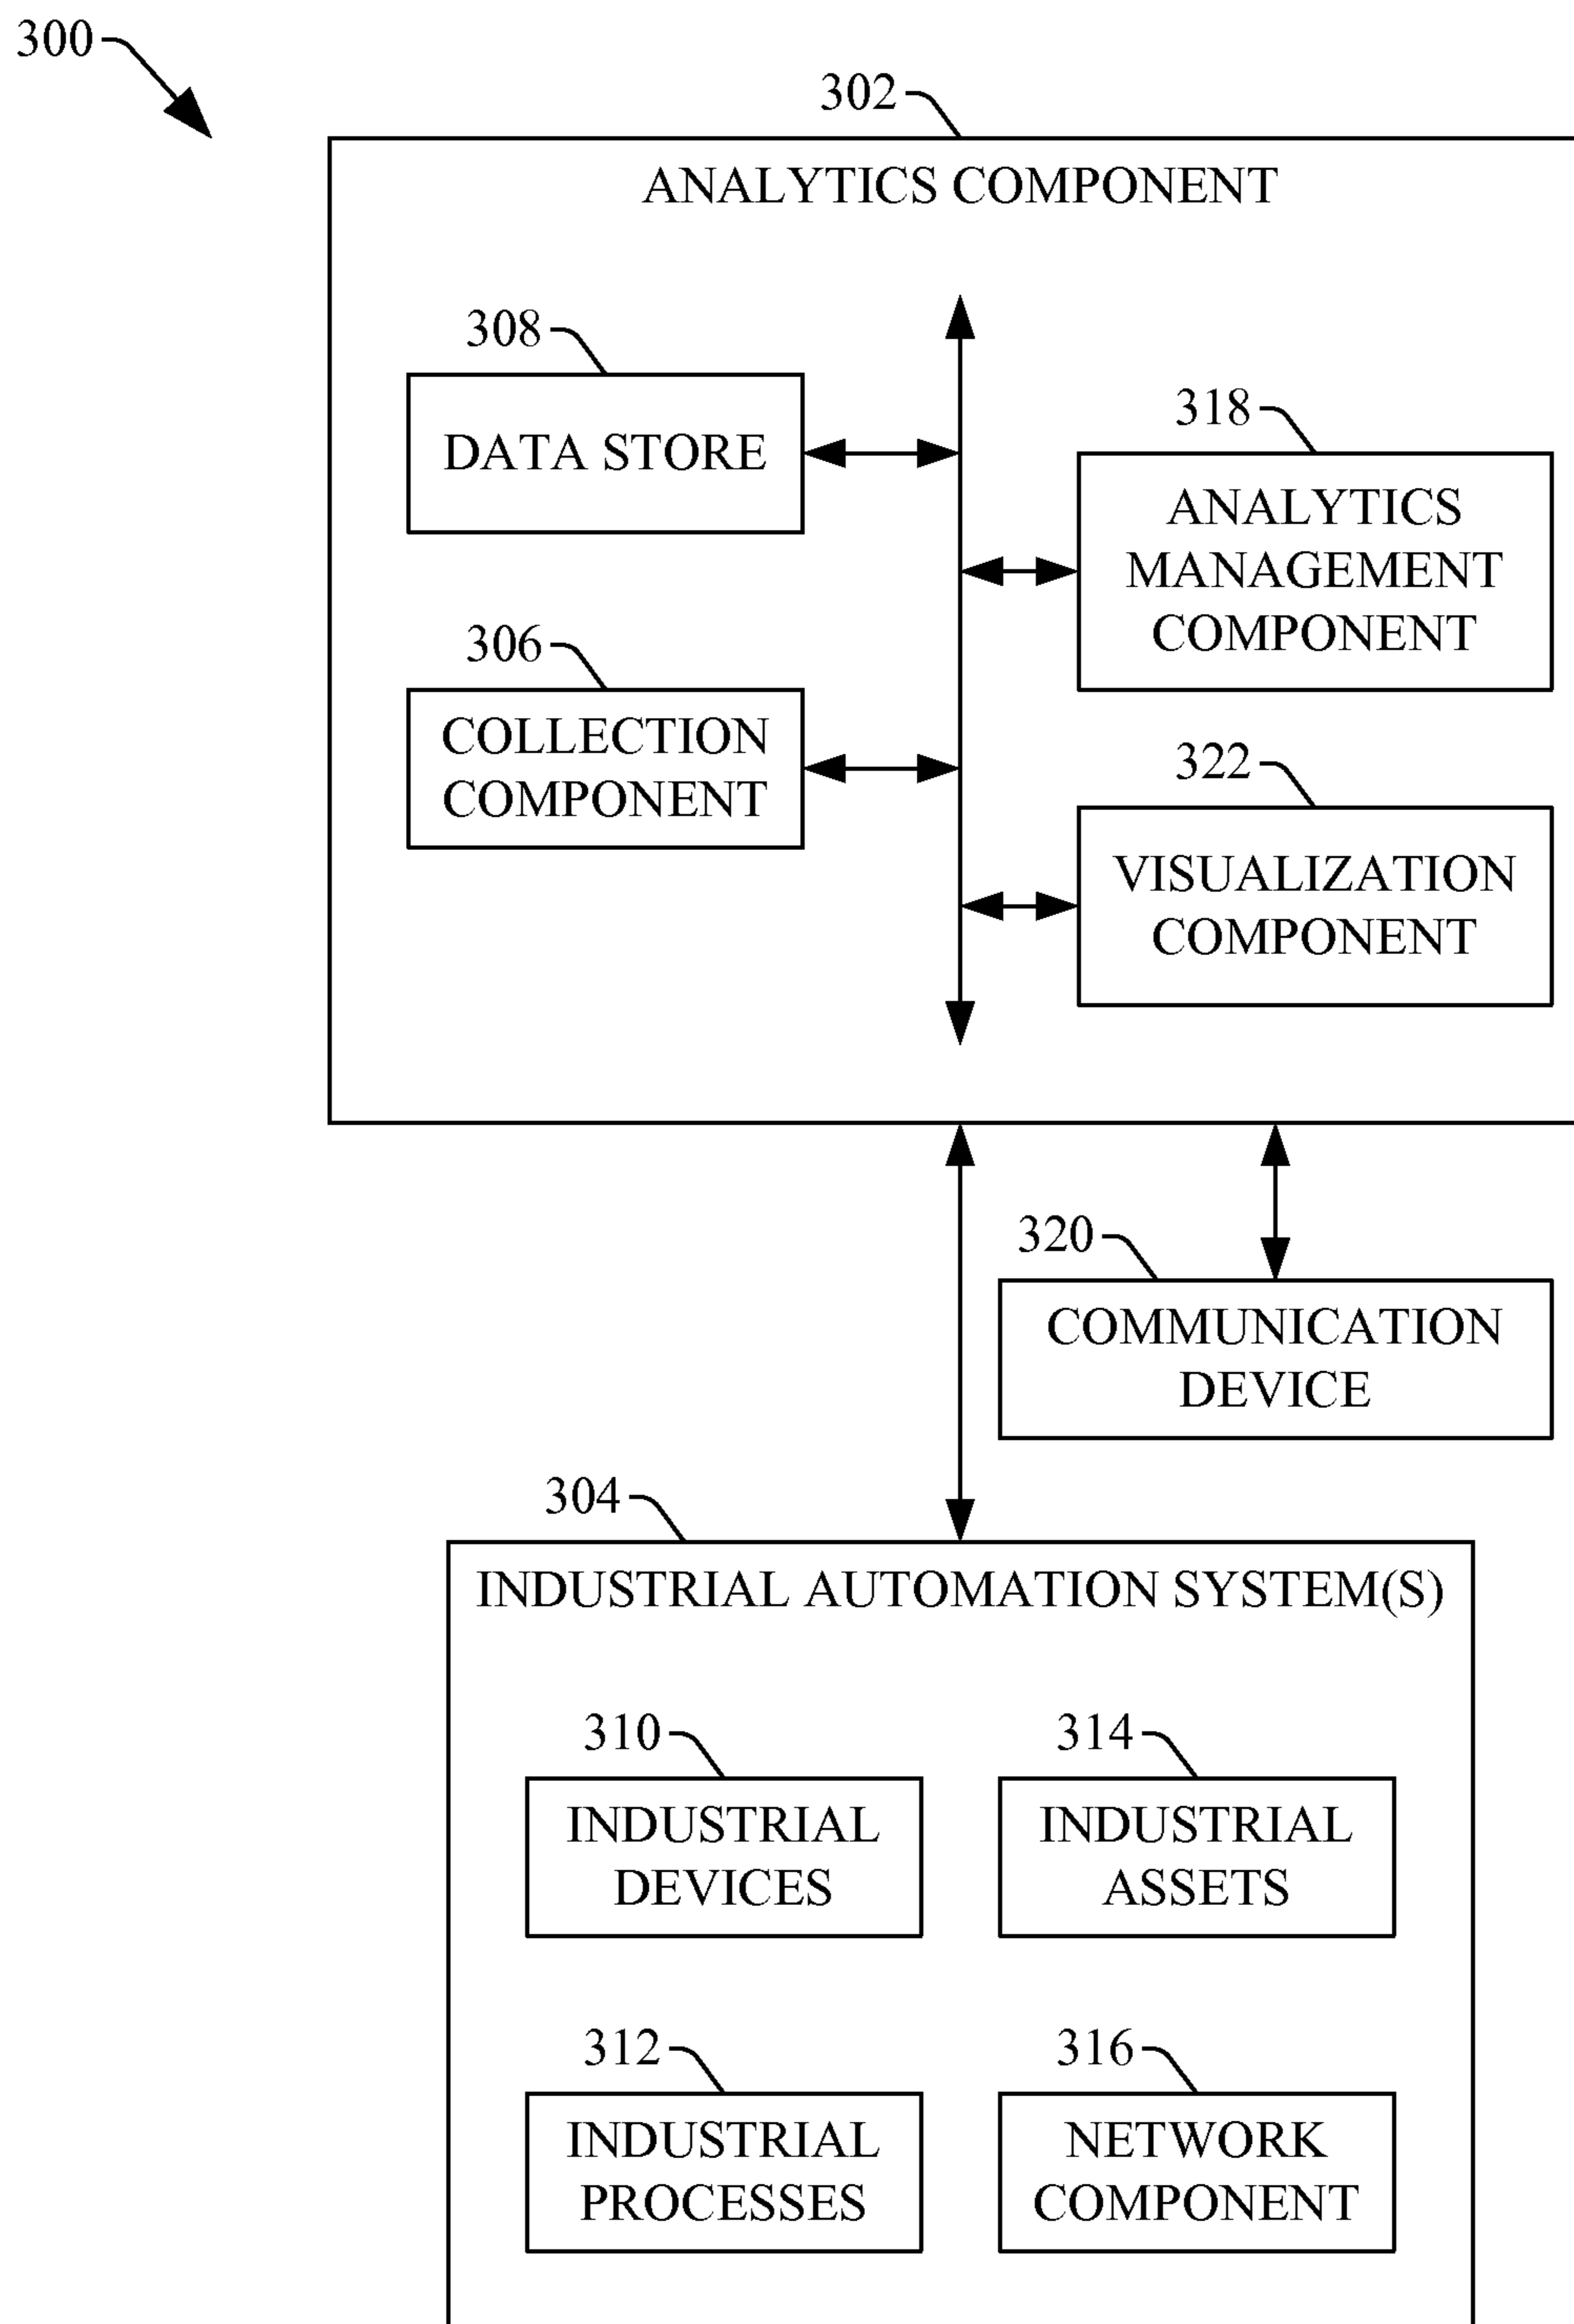 300
302
ANALYTICS COMPONENT
308
DATA STORE
318
ANALYTICS
MANAGEMENT
COMPONENT
306
COLLECTION
COMPONENT
322
VISUALIZATION
COMPONENT
320
COMMUNICATION
DEVICE
304
INDUSTRIAL AUTOMATION SYSTEM(S)
310
INDUSTRIAL
DEVICES
314
INDUSTRIAL
ASSETS
312
INDUSTRIAL
PROCESSES
316
NETWORK
COMPONENT